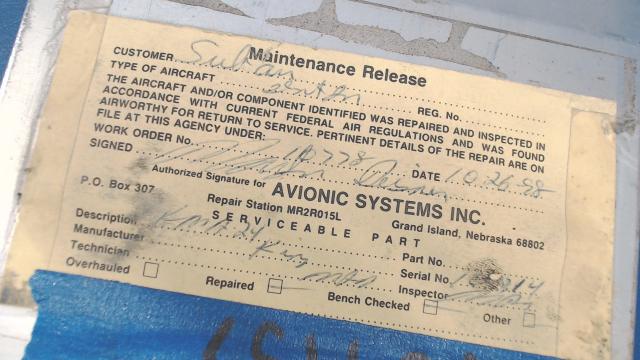 Maintenance Release
CUSTOMER
TYPE OF AIRCRAFT REG. No.
THE AIRCRAFT AND/OR COMPONENT IDENTIFIED WAS REPAIRED AND INSPECTED IN
ACCORDANCE WITH CURRENT FEDERAL AIR REGULATIONS AND WAS FOUND
AIRWORTHY FOR RETURN TO SERVICE. PERTINENT DETAILS OF THE REPAIR ARE ON
FILE AT THIS AGENCY UNDER:
WORK ORDER No. DATE 10.26.98
SIGNED
Authorized Signature for AVIONIC SYSTEMS INC.
P.O. Box 307 Repair Station MR2R015L Grand Island, Nebraska 68802
SERVICEABLE PART
Description KMA 24 Part No.
Manufacturer King Serial No.
Technician Inspector
Overhauled Repaired Bench Checked Other